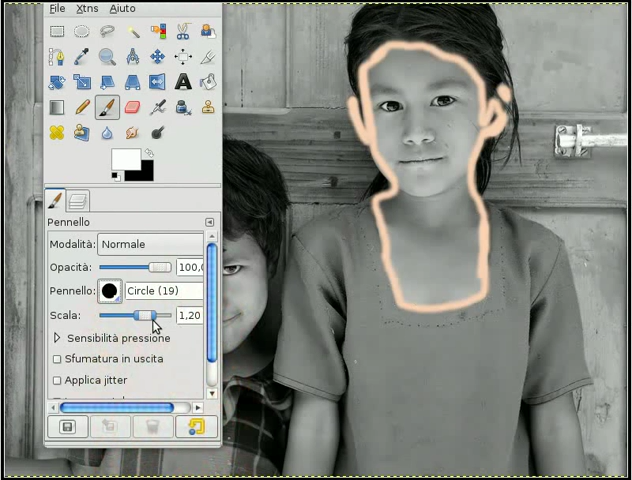 File Xtns Aiuto
Pennello
Modalità: Normale
Opacità: 100,0
Pennello: Circle (19)
Scala: 1,20
Sensibilità pressione
Sfumatura in uscita
Applica jitter